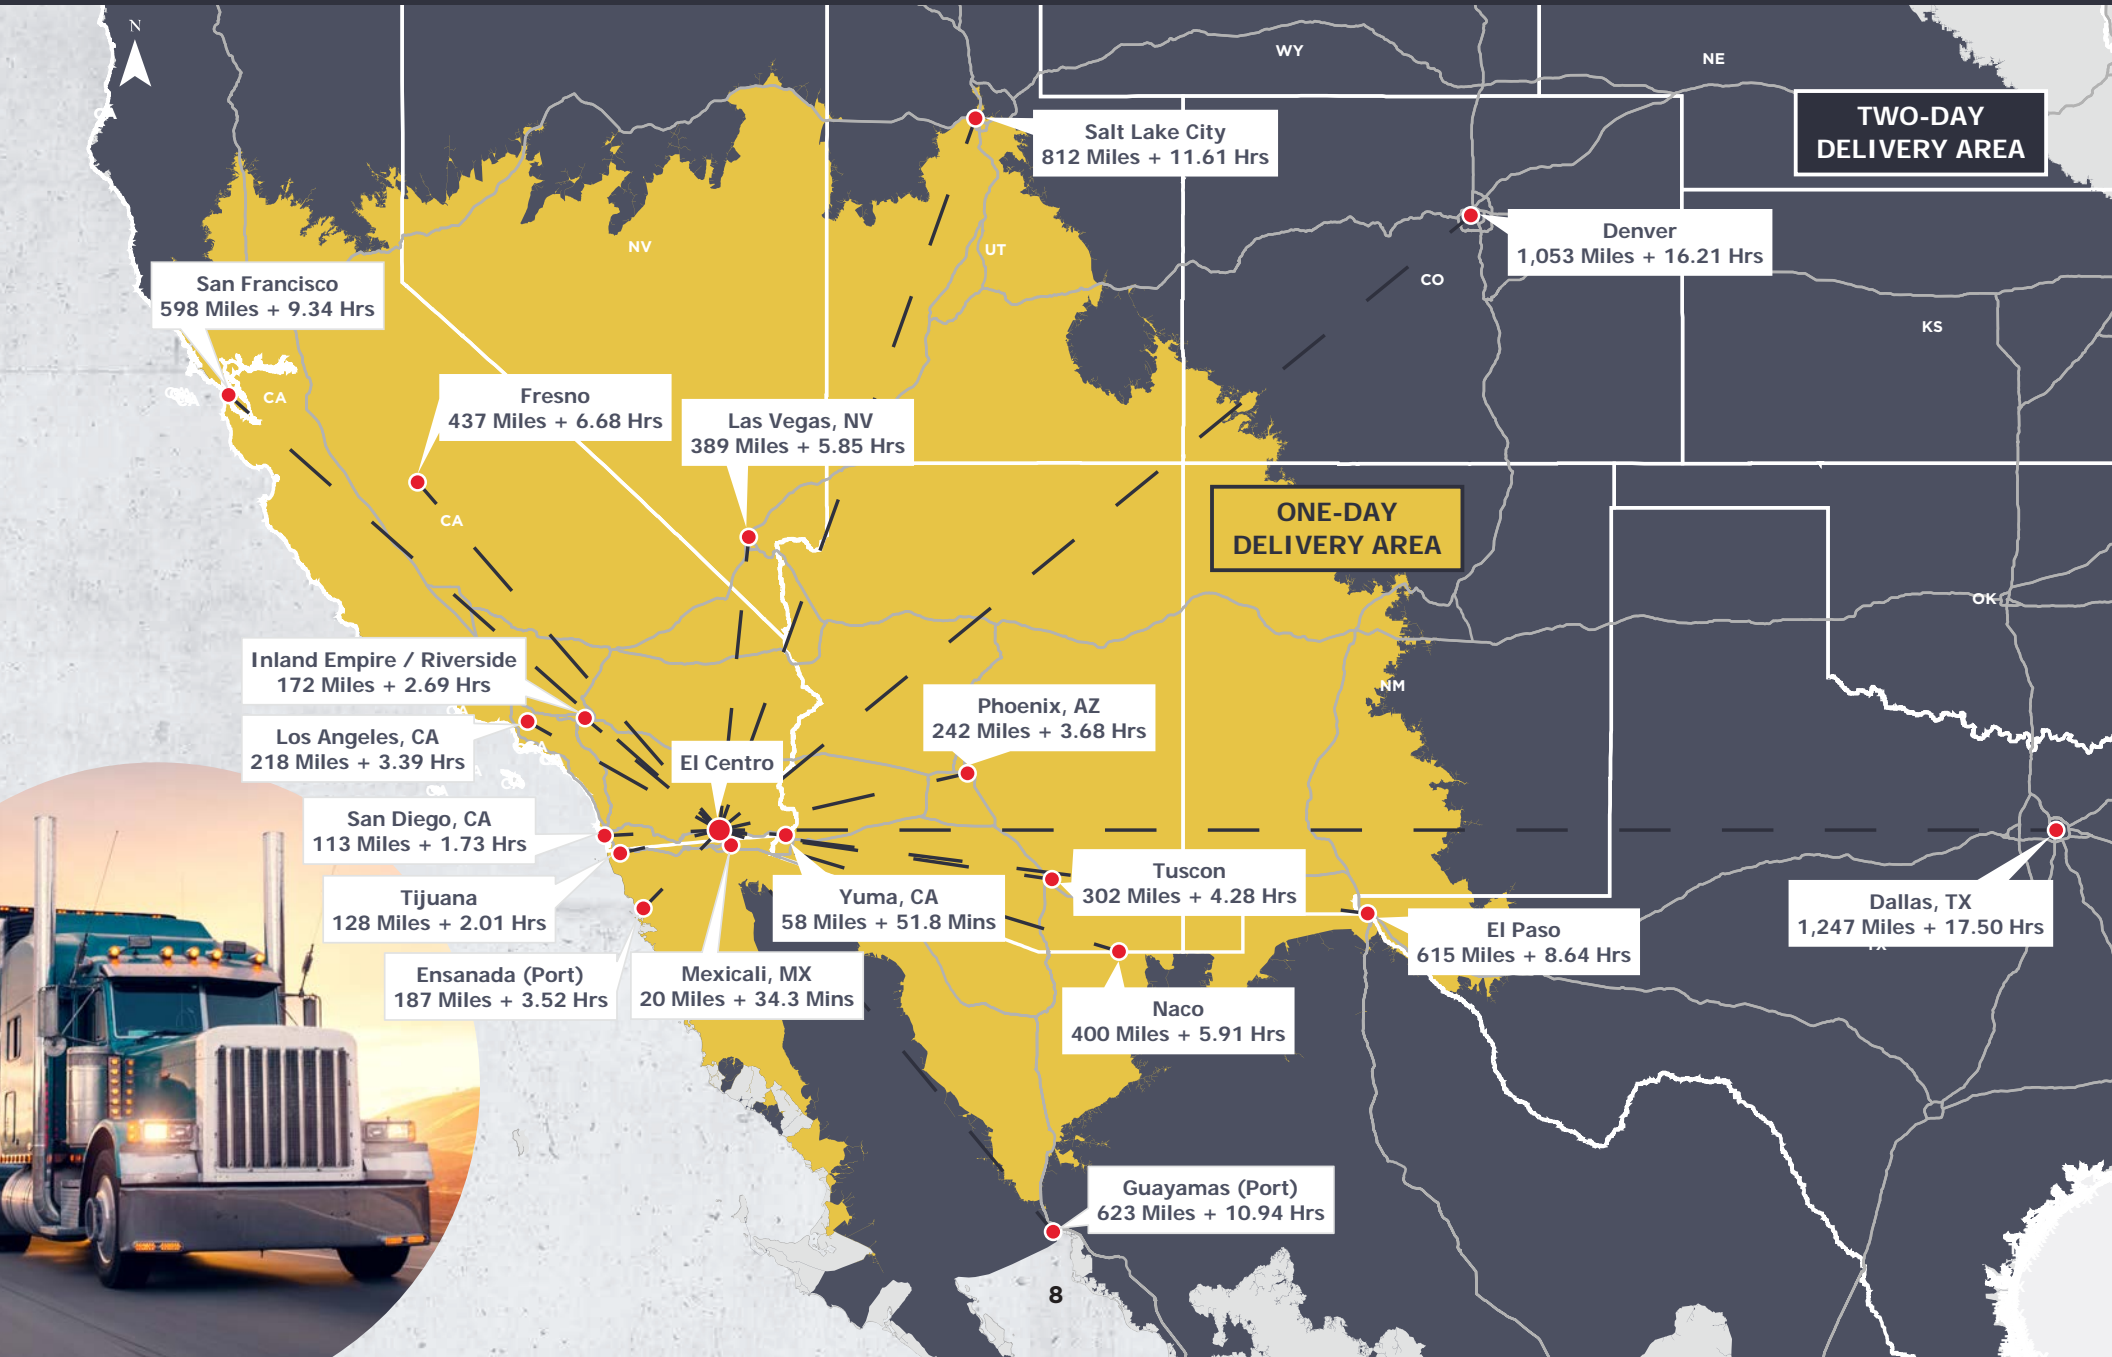 N
WY
NE
CA
TWO-DAY
DELIVERY AREA
Salt Lake City
812 Miles + 11.61 Hrs
Denver
1,053 Miles + 16.21 Hrs
NV
UT
CO
KS
San Francisco
598 Miles + 9.34 Hrs
CA
Fresno
437 Miles + 6.68 Hrs
Las Vegas, NV
389 Miles + 5.85 Hrs
CA
ONE-DAY
DELIVERY AREA
OK
NM
Inland Empire / Riverside
172 Miles + 2.69 Hrs
Phoenix, AZ
242 Miles + 3.68 Hrs
Los Angeles, CA
218 Miles + 3.39 Hrs
El Centro
San Diego, CA
113 Miles + 1.73 Hrs
Tuscon
302 Miles + 4.28 Hrs
Tijuana
128 Miles + 2.01 Hrs
Yuma, CA
58 Miles + 51.8 Mins
Dallas, TX
1,247 Miles + 17.50 Hrs
TX
El Paso
615 Miles + 8.64 Hrs
Ensanada (Port)
187 Miles + 3.52 Hrs
Mexicali, MX
20 Miles + 34.3 Mins
Naco
400 Miles + 5.91 Hrs
Guayamas (Port)
623 Miles + 10.94 Hrs
8